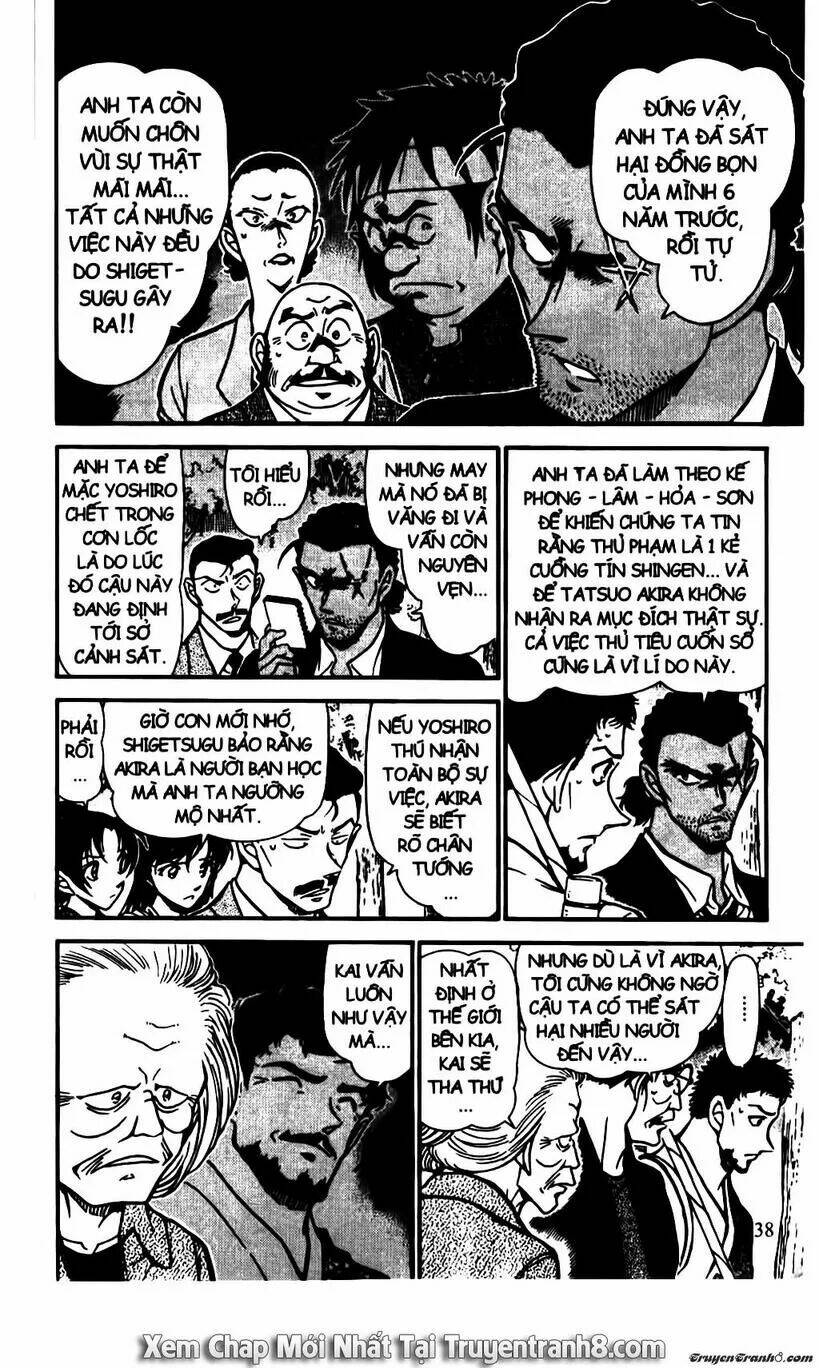 ĐÚNG VẬY,
ANH TA ĐÃ SÁT
HẠI ĐỒNG BỌN
CỦA MÌNH 6
NĂM TRƯỚC,
RỒI TỰ
TỬ.
ANH TA CÒN
MUỐN CHÔN
VÙI SỰ THẬT
MÃI MÃI...
TẤT CẢ NHỮNG
VIỆC NÀY ĐỀU
DO SHIGET-
SUGU GÂY
RA!!
ANH TA ĐÃ LÀM THEO KẾ
PHONG - LÂM - HỎA - SƠN
ĐỂ KHIẾN CHÚNG TA TIN
RẰNG THỦ PHẠM LÀ 1 KẺ
CUỒNG TÍN SHINGEN... VÀ
ĐỂ TATSUO AKIRA KHÔNG
NHẬN RA MỤC ĐÍCH THẬT SỰ.
CẢ VIỆC THỦ TIÊU CUỐN SỔ
CŨNG LÀ VÌ LÍ DO NÀY.
NHƯNG MAY
MÀ NÓ ĐÃ BỊ
VĂNG ĐI VÀ
VẪN CÒN
NGUYÊN
VẸN...
TÔI HIỂU
RỒI...
ANH TA ĐỂ
MẶC YOSHIRO
CHẾT TRONG
CƠN LỐC
LÀ DO LÚC
ĐÓ CẬU NÀY
ĐANG ĐỊNH
TỚI SỞ
CẢNH SÁT.
NẾU YOSHIRO
THÚ NHẬN
TOÀN BỘ SỰ
VIỆC, AKIRA
SẼ BIẾT
RÕ CHÂN
TƯỚNG
...
GIỜ CON MỚI NHỚ,
SHIGETSUGU BẢO RẰNG
AKIRA LÀ NGƯỜI BẠN HỌC
MÀ ANH TA NGƯỠNG
MỘ NHẤT.
PHẢI
RỒI
...
......
NHƯNG DÙ LÀ VÌ AKIRA,
TÔI CŨNG KHÔNG NGỜ
CẬU TA CÓ THỂ SÁT
HẠI NHIỀU NGƯỜI
ĐẾN VẬY...
NHẤT
ĐỊNH Ở
THẾ GIỚI
BÊN KIA,
KAI SẼ
THA THỨ
...
KAI VẪN
LUÔN
NHƯ VẬY
MÀ...
38
Xem Chap Mới Nhất Tại Truyentranh8.com
TruyenTranh8.com